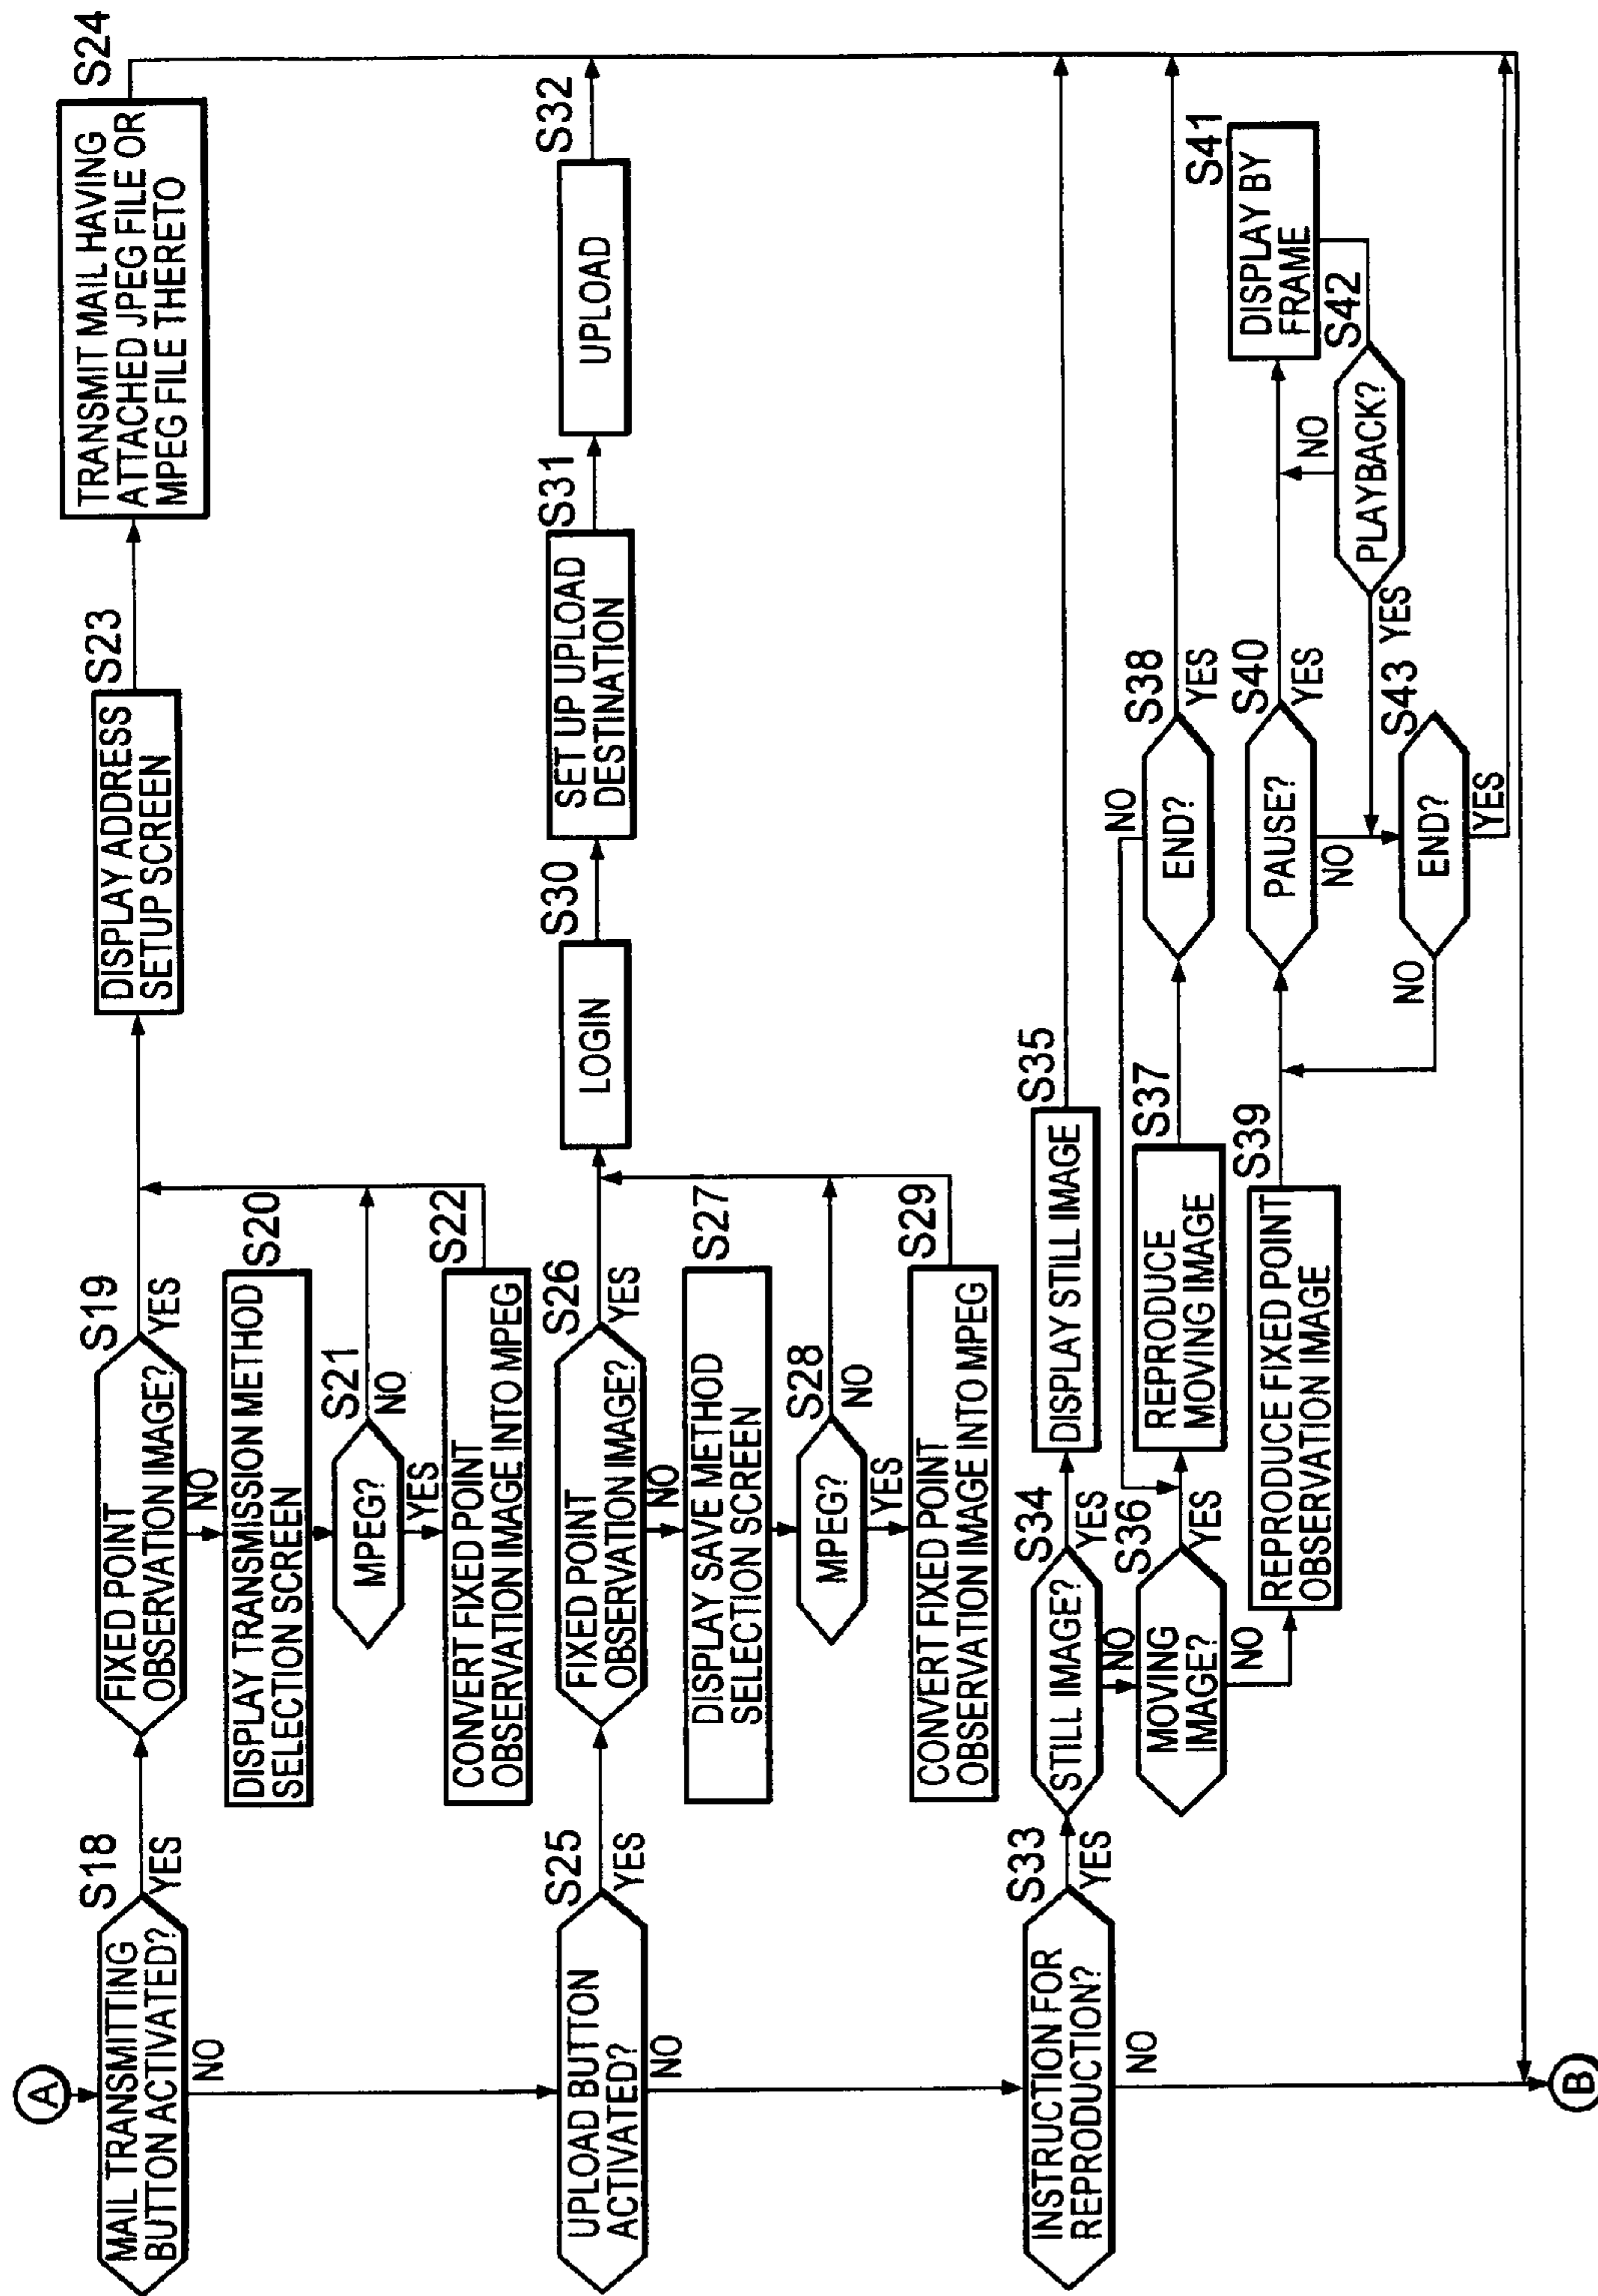 A
S18
MAIL TRANSMITTING
BUTTON ACTIVATED?
YES
NO
S19
FIXED POINT
OBSERVATION IMAGE?
YES
NO
S20
DISPLAY TRANSMISSION METHOD
SELECTION SCREEN
S21
MPEG?
NO
YES
S22
CONVERT FIXED POINT
OBSERVATION IMAGE INTO MPEG
S23
DISPLAY ADDRESS
SETUP SCREEN
S24
TRANSMIT MAIL HAVING
ATTACHED JPEG FILE OR
MPEG FILE THERETO
S25
UPLOAD BUTTON
ACTIVATED?
YES
NO
S26
FIXED POINT
OBSERVATION IMAGE?
YES
NO
S27
DISPLAY SAVE METHOD
SELECTION SCREEN
S28
MPEG?
NO
YES
S29
CONVERT FIXED POINT
OBSERVATION IMAGE INTO MPEG
S30
LOGIN
S31
SET UP UPLOAD
DESTINATION
S32
UPLOAD
S33
INSTRUCTION FOR
REPRODUCTION?
YES
NO
S34
STILL IMAGE?
YES
NO
S35
DISPLAY STILL IMAGE
S36
MOVING
IMAGE?
YES
NO
S37
REPRODUCE
MOVING IMAGE
S38
END?
NO
YES
S39
REPRODUCE FIXED POINT
OBSERVATION IMAGE
S40
PAUSE?
YES
NO
S41
DISPLAY BY
FRAME
S42
PLAYBACK?
NO
YES
S43
END?
NO
YES
B